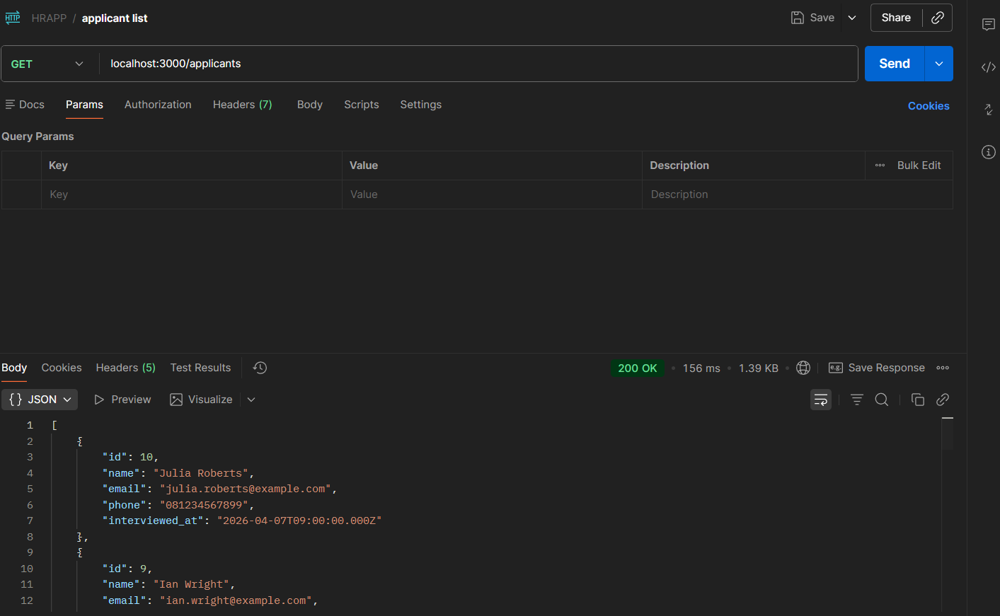 HTTP HRAPP / applicant list Save Share
GET localhost:3000/applicants Send
Docs Params Authorization Headers (7) Body Scripts Settings Cookies
Query Params
Key Value Description Bulk Edit
Key Value Description
Body Cookies Headers (5) Test Results 200 OK • 156 ms • 1.39 KB • e.g. Save Response
{} JSON Preview Visualize
1 [
2 {
3 "id": 10,
4 "name": "Julia Roberts",
5 "email": "julia.roberts@example.com",
6 "phone": "081234567899",
7 "interviewed_at": "2026-04-07T09:00:00.000Z"
8 },
9 {
10 "id": 9,
11 "name": "Ian Wright",
12 "email": "ian.wright@example.com",